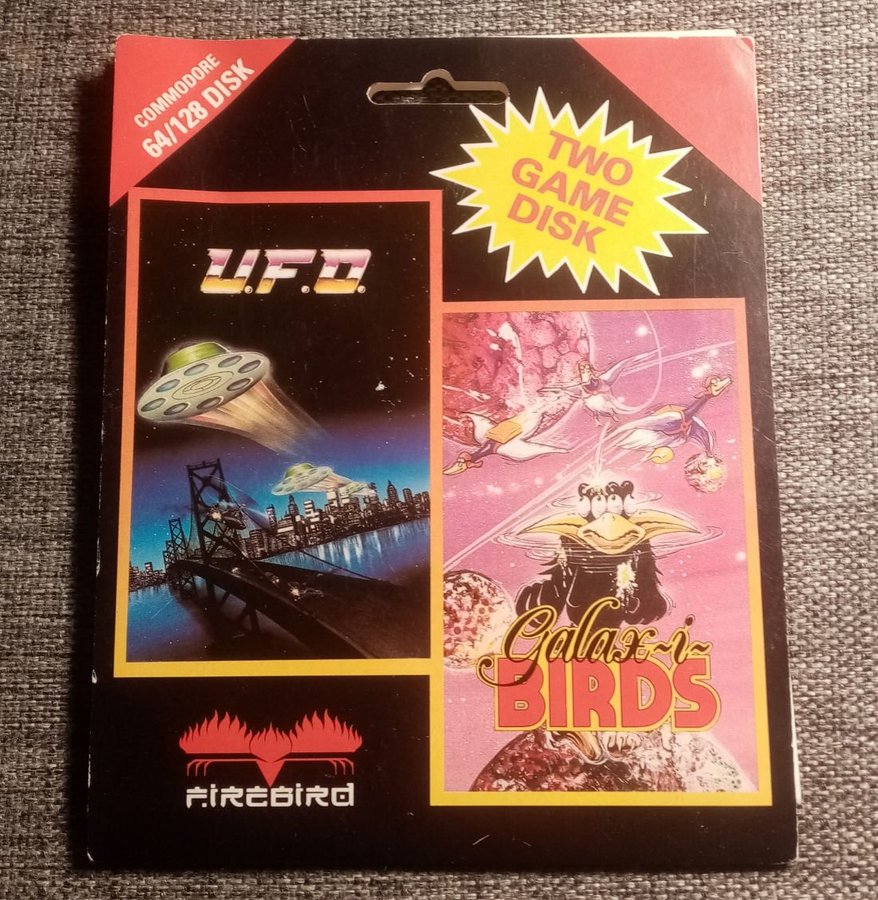 COMMODORE
64/128 DISK
TWO
GAME
DISK
U.F.O.
Galax~i~
BIRDS
FIREBIRD